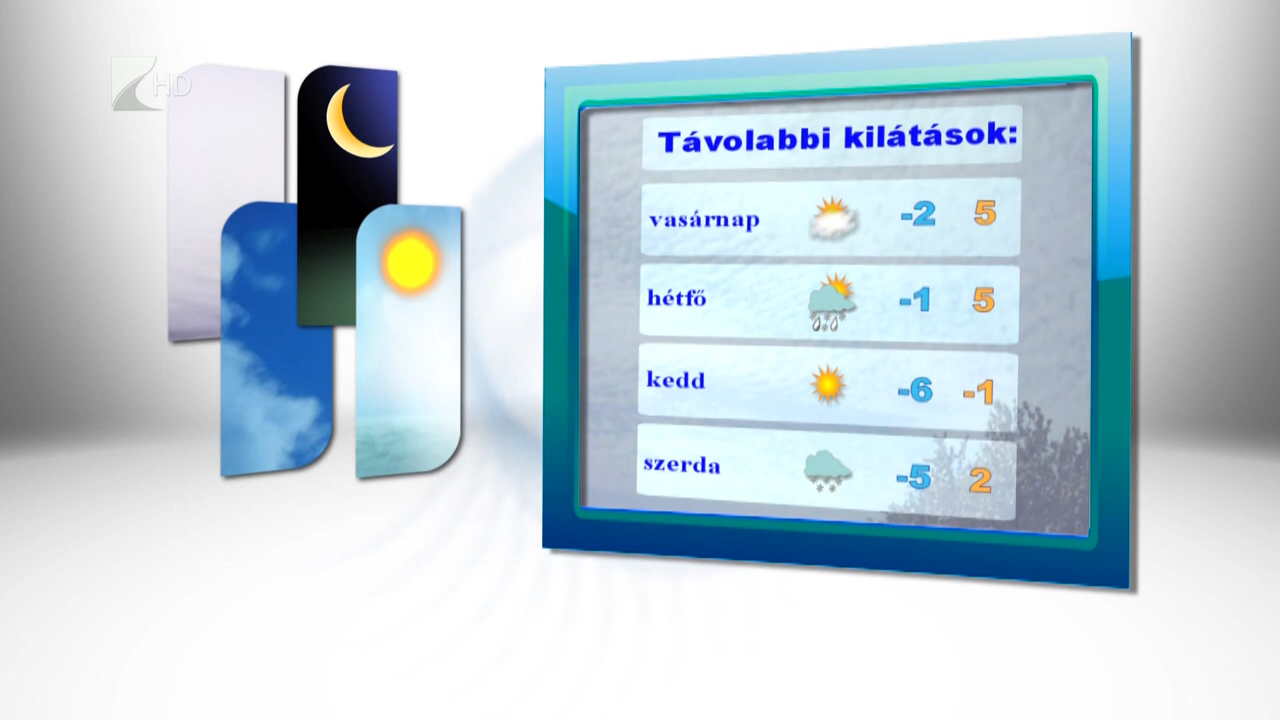 HD
Távolabbi kilátások:
vasárnap -2 5
hétfő -1 5
kedd -6 -1
szerda -5 2